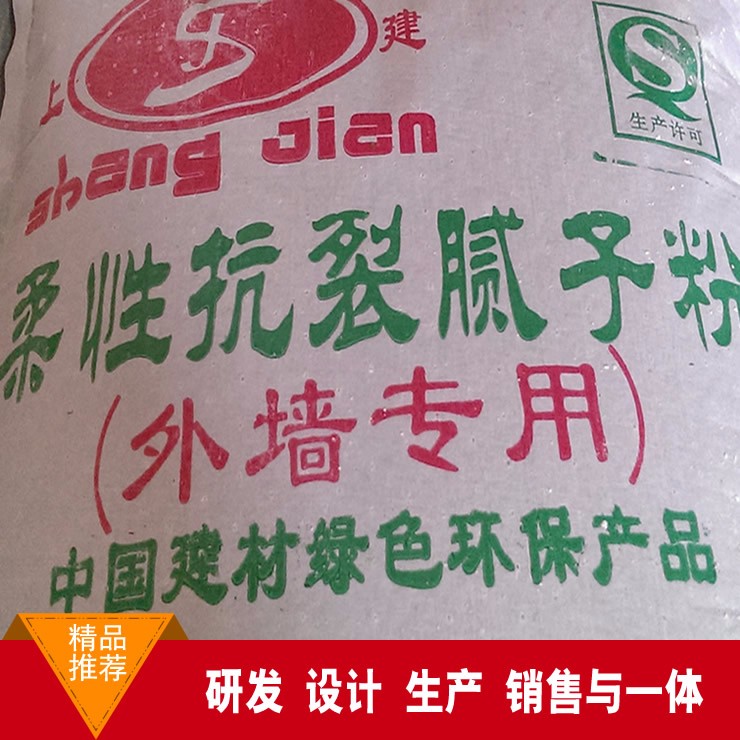 上 建
shang Jian
生产许可
柔性抗裂腻子粉
(外墙专用)
中国建材绿色环保产品
精品
推荐
研发 设计 生产 销售与一体